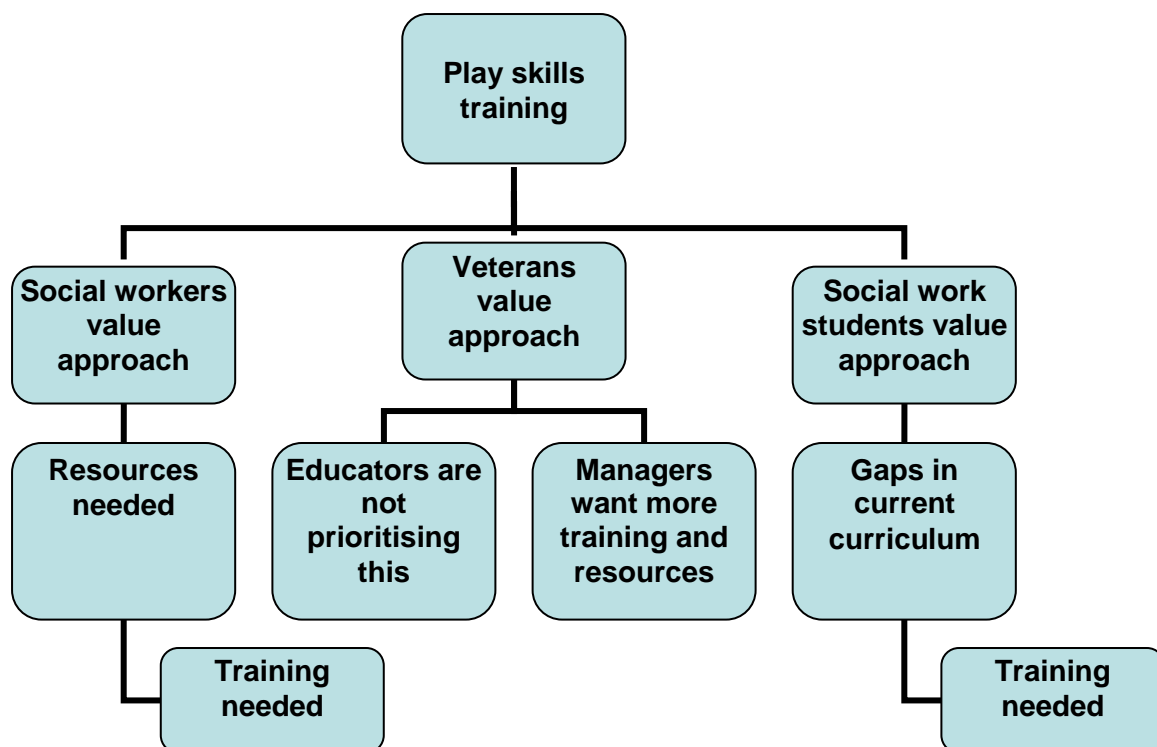 Play skills
training
Social workers
value
approach
Veterans
value
approach
Social work
students value
approach
Resources
needed
Educators are
not
prioritising
this
Managers
want more
training and
resources
Gaps in
current
curriculum
Training
needed
Training
needed